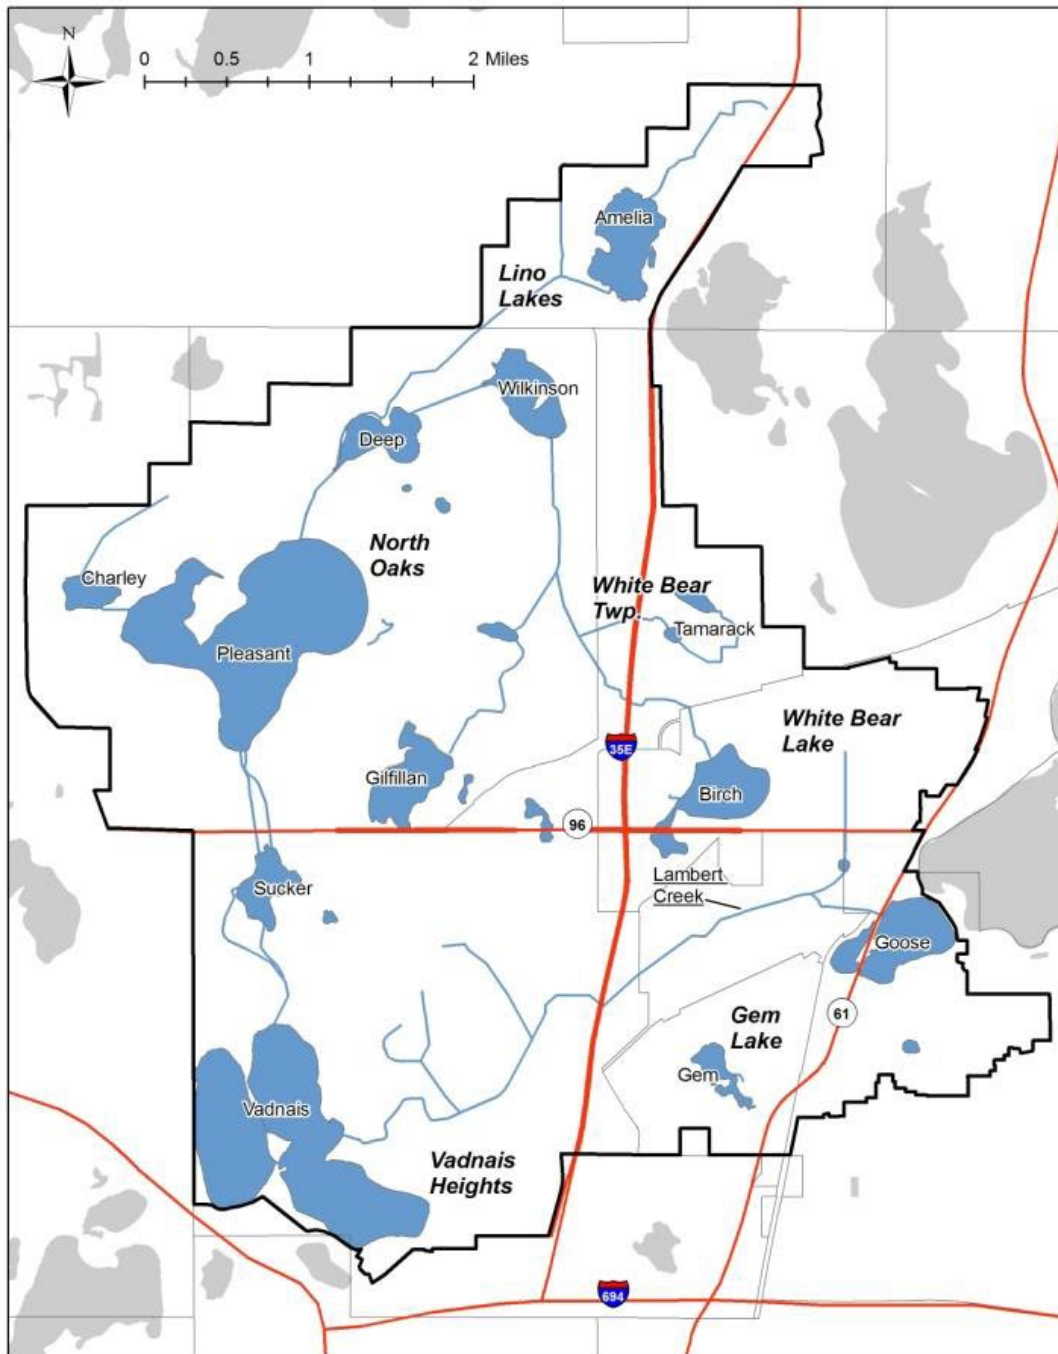 N
0 0.5 1 2 Miles
Amelia
Lino
Lakes
Wilkinson
Deep
North
Oaks
Charley
White Bear
Twp.
Tamarack
Pleasant
White Bear
Lake
35E
Gilfillan
Birch
96
Sucker
Lambert
Creek
Goose
61
Gem
Lake
Gem
Vadnais
Vadnais
Heights
694